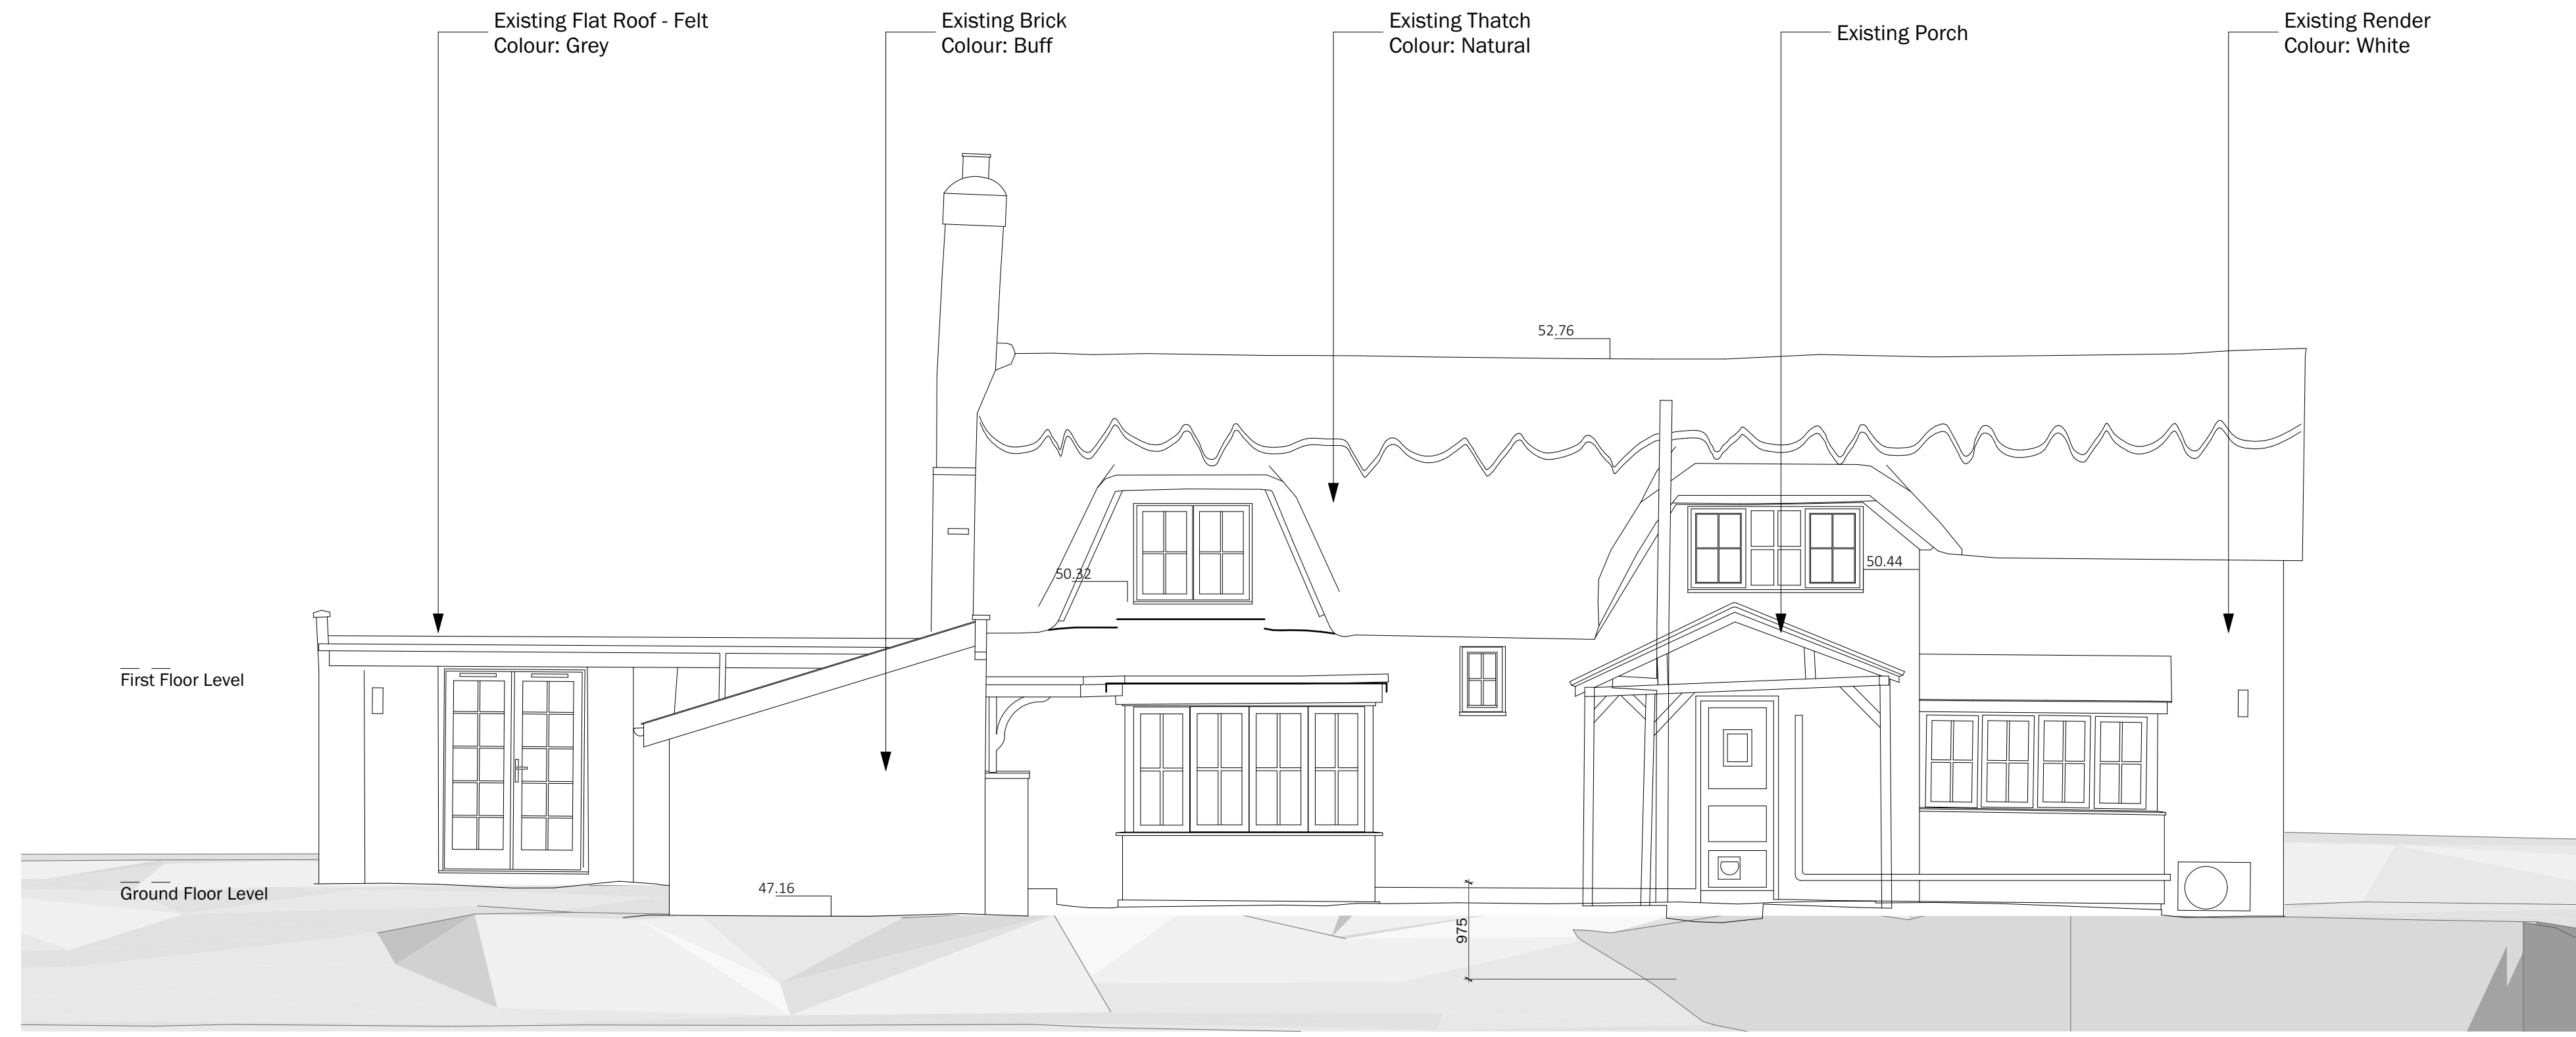 Existing Flat Roof - Felt
Colour: Grey
Existing Brick
Colour: Buff
Existing Thatch
Colour: Natural
Existing Porch
Existing Render
Colour: White
52.76
50.32
50.44
First Floor Level
47.16
Ground Floor Level
975